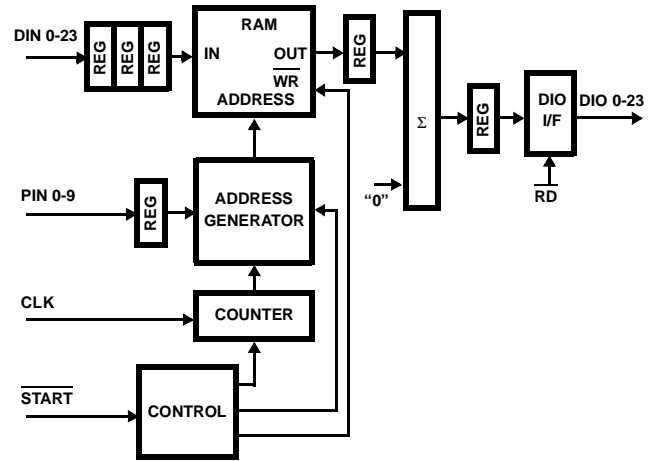 DIN 0-23
REG
REG
REG
RAM
IN
OUT
WR
ADDRESS
REG
Σ
“0”
REG
DIO
I/F
DIO 0-23
RD
PIN 0-9
REG
ADDRESS
GENERATOR
CLK
COUNTER
START
CONTROL